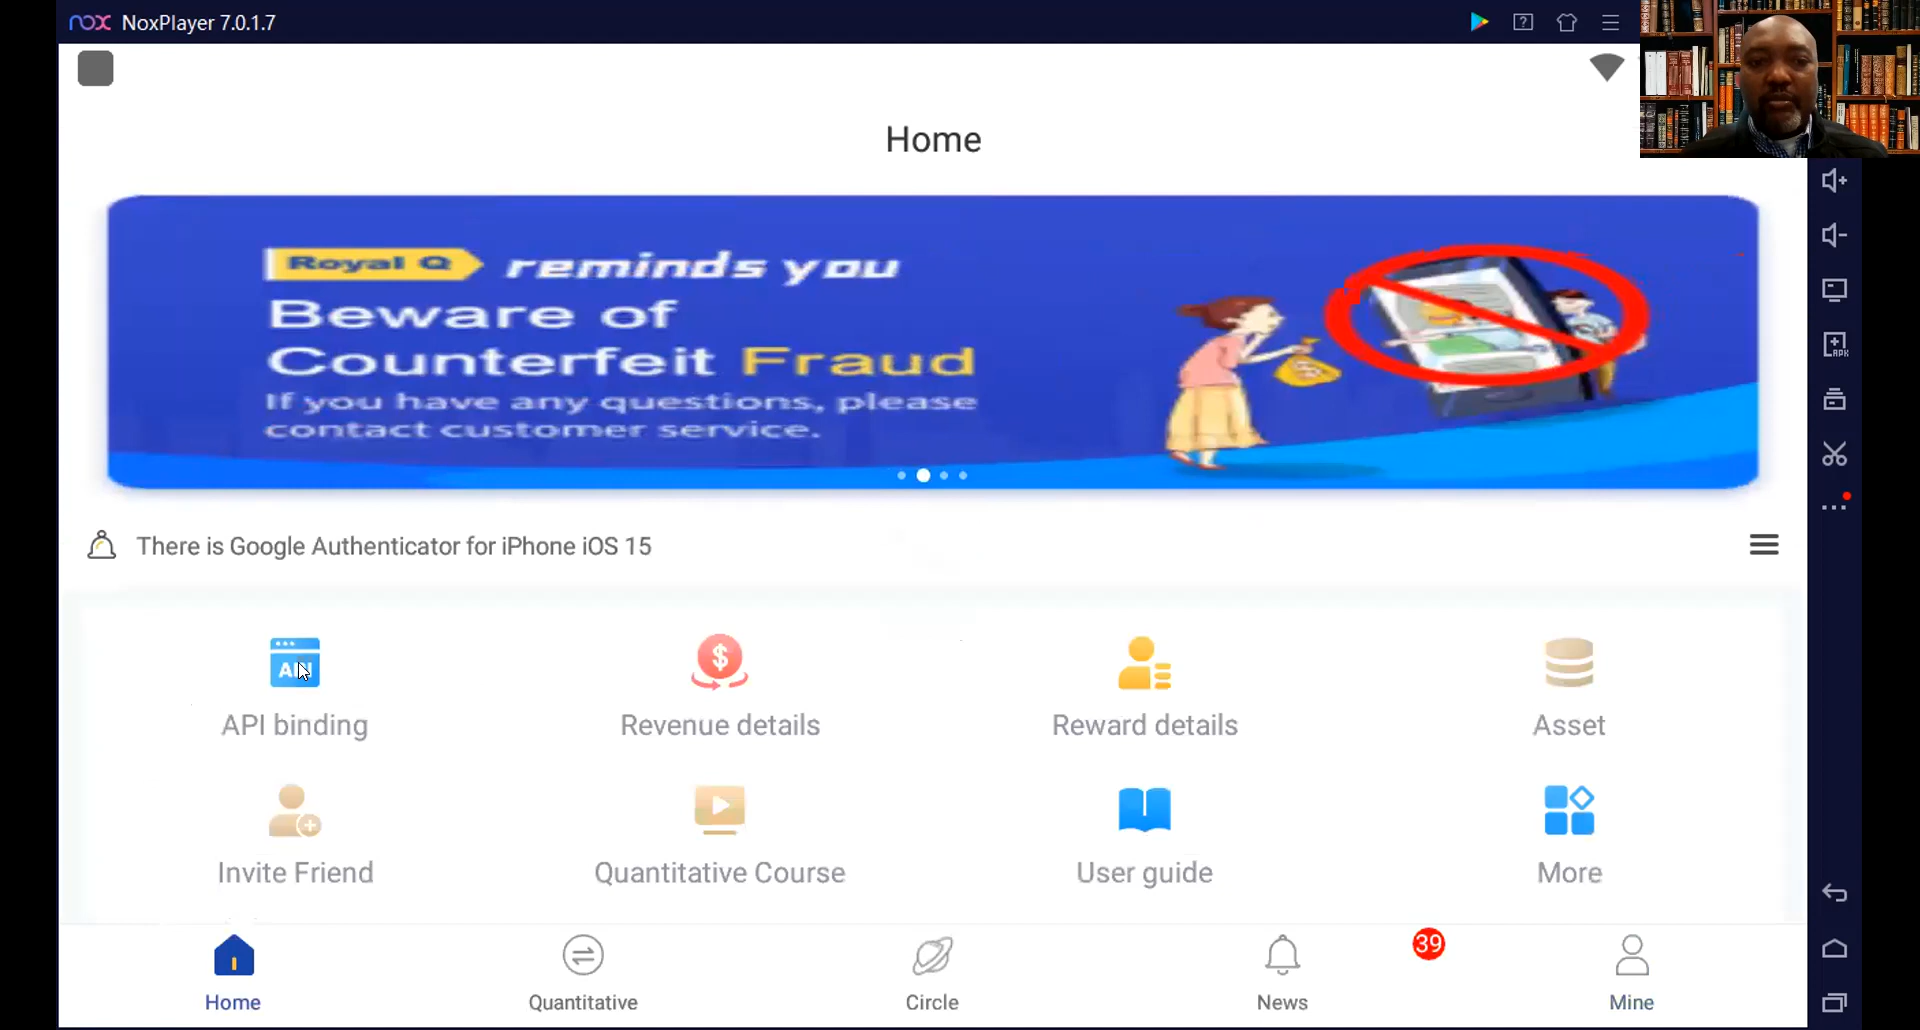 nox NoxPlayer 7.0.1.7
Home
Royal Q reminds you
Beware of
Counterfeit Fraud
If you have any questions, please
contact customer service.
There is Google Authenticator for iPhone iOS 15
API binding
Revenue details
Reward details
Asset
Invite Friend
Quantitative Course
User guide
More
39
Home
Quantitative
Circle
News
Mine